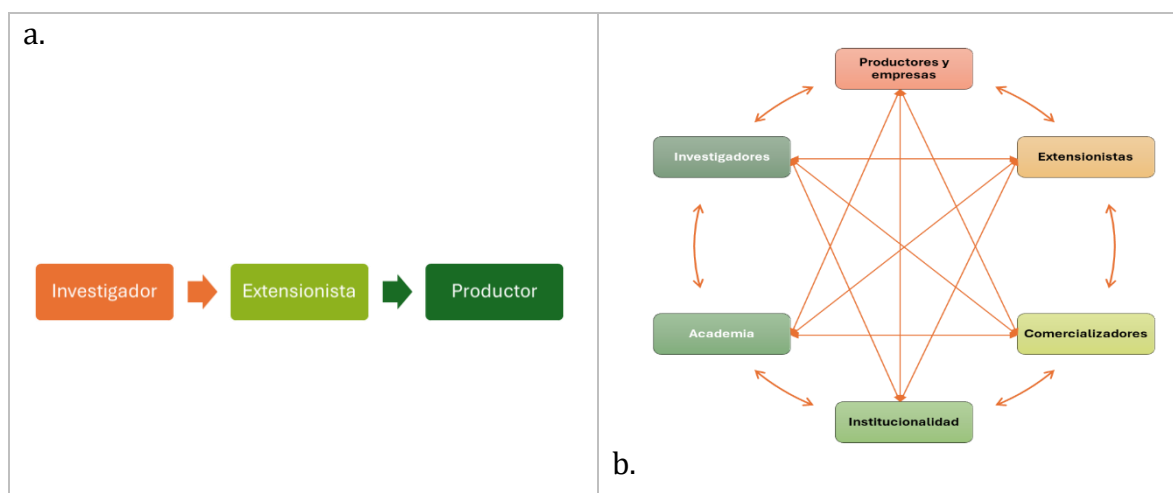 a.
Investigador
Extensionista
Productor
Productores y
empresas
Investigadores
Extensionistas
Academia
Comercializadores
Institucionalidad
b.